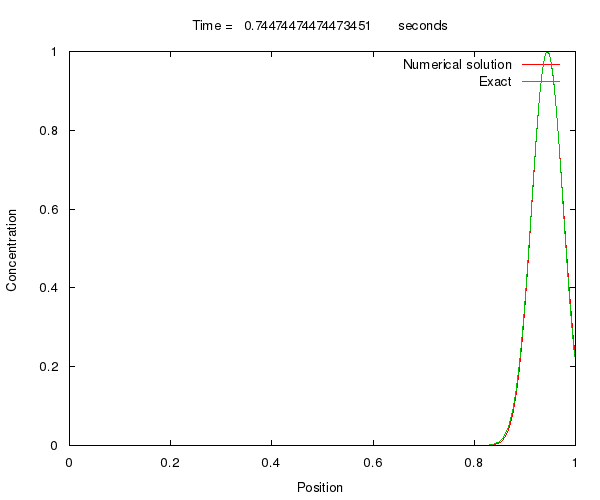 Time = 0.74474474474473451 seconds
Numerical solution
Exact
1
0.8
0.6
0.4
0.2
0
Concentration
0 0.2 0.4 0.6 0.8 1
Position